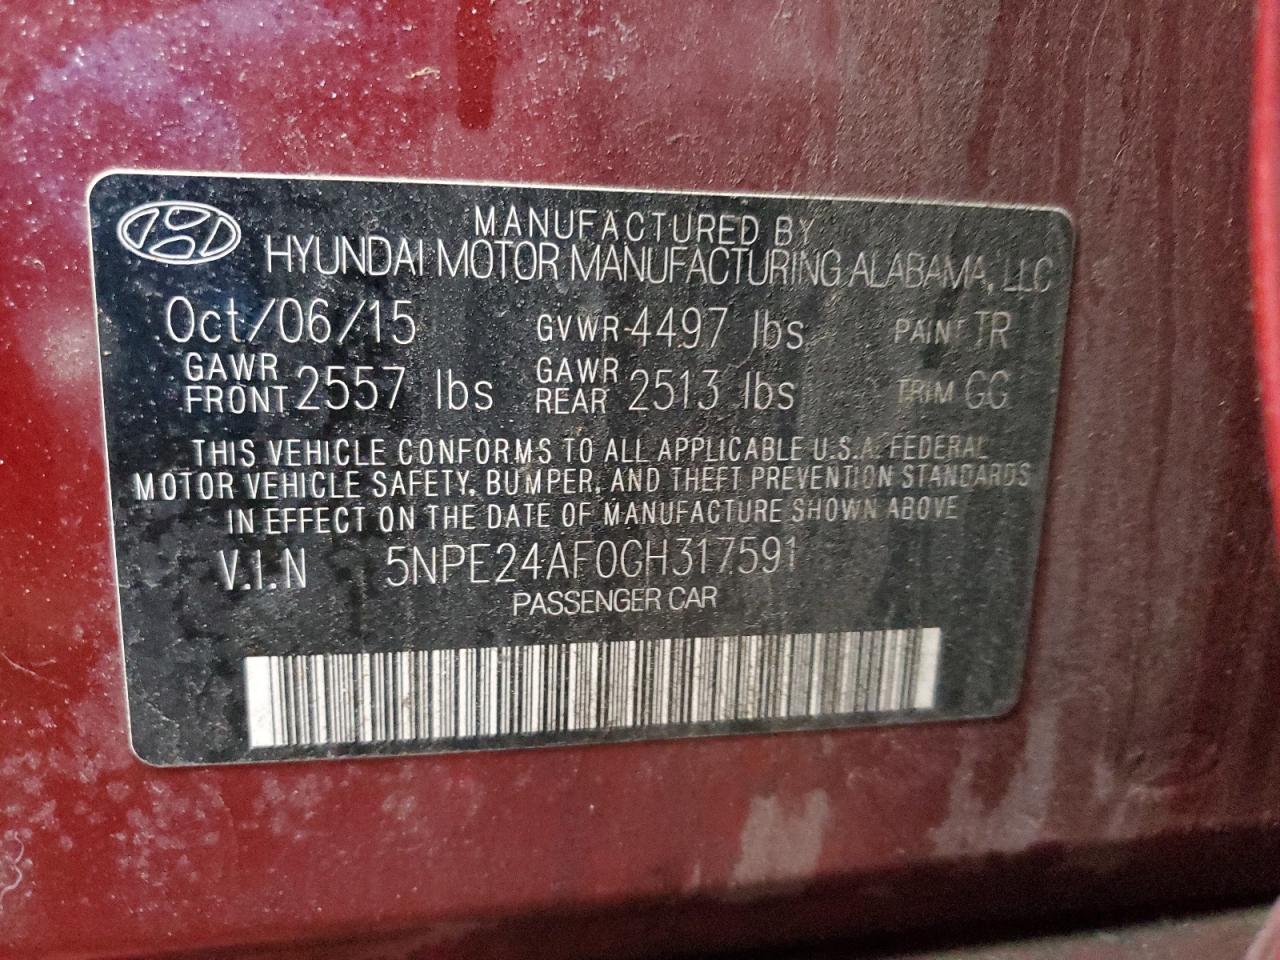 MANUFACTURED BY
HYUNDAI MOTOR MANUFACTURING ALABAMA, LLC
Oct/06/15 GVWR 4497 lbs PAINT TR
GAWR FRONT 2557 lbs GAWR REAR 2513 lbs TRIM GG
THIS VEHICLE CONFORMS TO ALL APPLICABLE U.S.A. FEDERAL
MOTOR VEHICLE SAFETY, BUMPER, AND THEFT PREVENTION STANDARDS
IN EFFECT ON THE DATE OF MANUFACTURE SHOWN ABOVE
V.I.N 5NPE24AF0GH317591
PASSENGER CAR